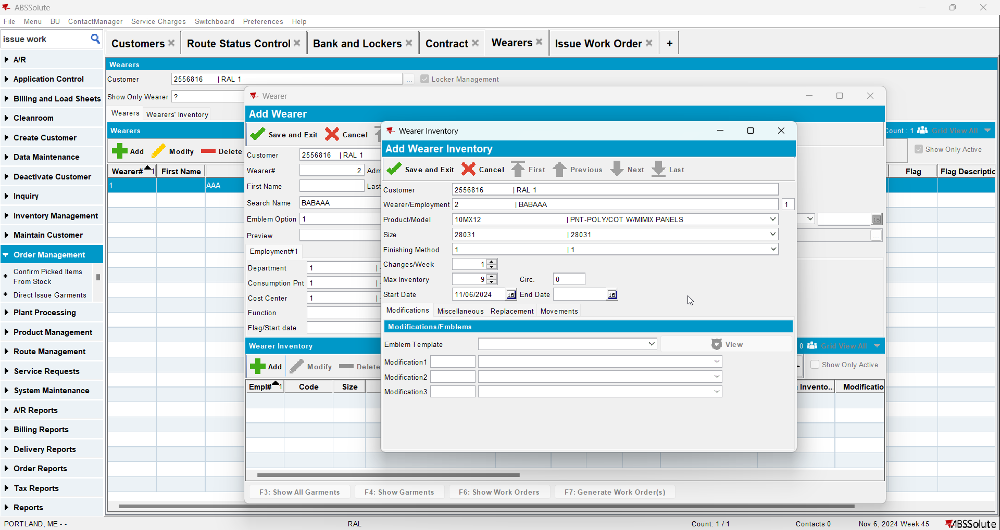 ABSSolute
File Menu BU ContactManager Service Charges Switchboard Preferences Help
issue work
Customers Route Status Control Bank and Lockers Contract Wearers Issue Work Order +
A/R
Application Control
Billing and Load Sheets
Cleanroom
Create Customer
Data Maintenance
Deactivate Customer
Inquiry
Inventory Management
Maintain Customer
Order Management
Confirm Picked Items
From Stock
Direct Issue Garments
Plant Processing
Product Management
Route Management
Service Requests
System Maintenance
A/R Reports
Billing Reports
Delivery Reports
Order Reports
Tax Reports
Reports
Wearers
Customer 2556816 | RAL 1 ... Locker Management
Show Only Wearer ?
Wearers Wearers' Inventory
Wearers
Count : 1 Grid View All
Add Modify Delete
Show Only Active
Wearer# 1 First Name Flag Flag Descriptio
1 AAA
Wearer
Add Wearer
Save and Exit Cancel
Customer 2556816 | RAL 1
Wearer# 2 Adm
First Name Last
Search Name BABAAA
Emblem Option 1
Preview
...
Employment#1
Department 1 | -
Consumption Pnt 1 | -
Cost Center 1 | -
Function
Flag/Start date
Wearer Inventory
0 Grid View All
Add Modify Delete
Show Only Active
Empl# 1 Code Size Invento... Modificatio
F3: Show All Garments F4: Show Garments F6: Show Work Orders F7: Generate Work Order(s)
Wearer Inventory
Add Wearer Inventory
Save and Exit Cancel First Previous Next Last
Customer 2556816 | RAL 1
Wearer/Employment 2 | BABAAA 1
Product/Model 10MX12 | PNT-POLY/COT W/MIMIX PANELS
Size 28031 | 28031
Finishing Method 1 | 1
Changes/Week 1
Max Inventory 9 Circ. 0
Start Date 11/06/2024 End Date
Modifications Miscellaneous Replacement Movements
Modifications/Emblems
Emblem Template View
Modification1
Modification2
Modification3
PORTLAND, ME - - RAL Count: 1 / 1 Contacts 0 Nov 6, 2024 Week 45 ABSSolute